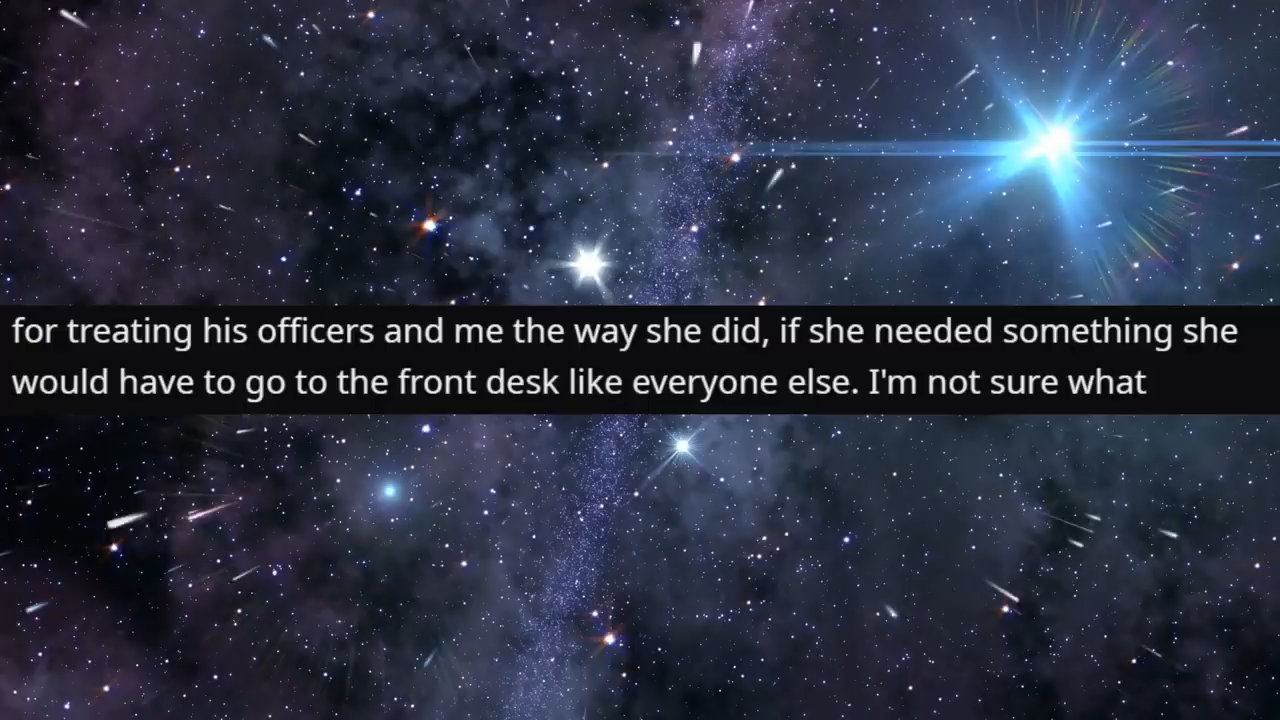 for treating his officers and me the way she did, if she needed something she
would have to go to the front desk like everyone else. I'm not sure what